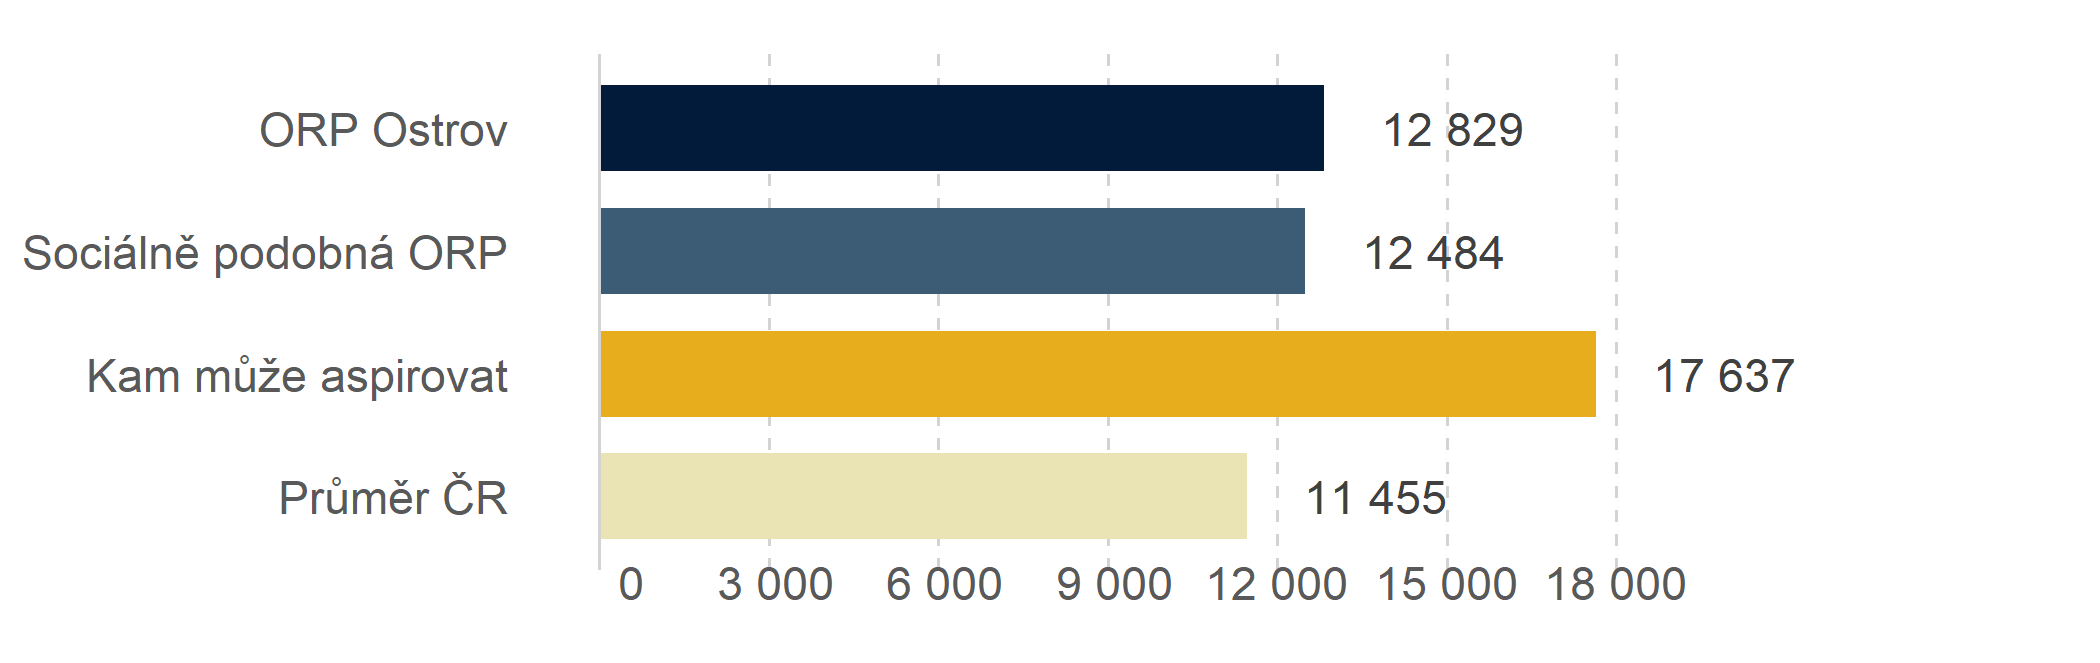 ORP Ostrov 12 829
Sociálně podobná ORP 12 484
Kam může aspirovat 17 637
Průměr ČR 11 455
0 3 000 6 000 9 000 12 000 15 000 18 000